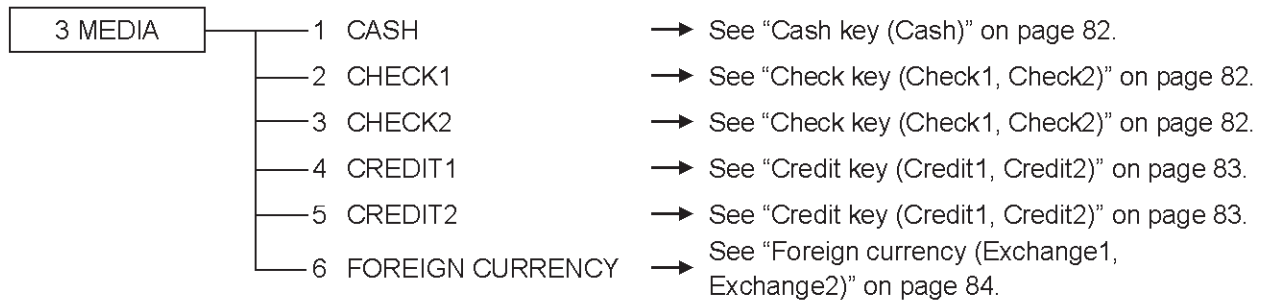 3 MEDIA
1 CASH See “Cash key (Cash)” on page 82.
2 CHECK1 See “Check key (Check1, Check2)” on page 82.
3 CHECK2 See “Check key (Check1, Check2)” on page 82.
4 CREDIT1 See “Credit key (Credit1, Credit2)” on page 83.
5 CREDIT2 See “Credit key (Credit1, Credit2)” on page 83.
6 FOREIGN CURRENCY See “Foreign currency (Exchange1,
Exchange2)” on page 84.